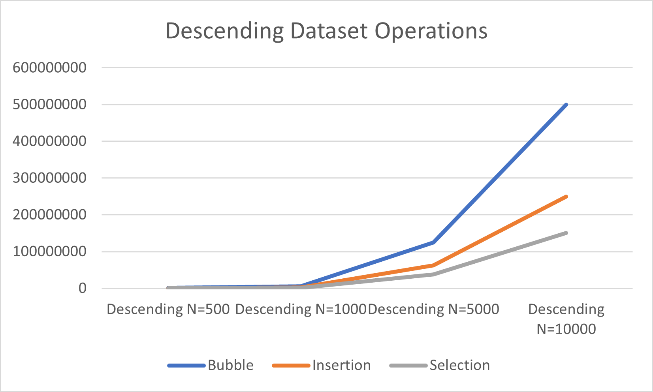 Descending Dataset Operations
600000000
500000000
400000000
300000000
200000000
100000000
0
Descending N=500 Descending N=1000 Descending N=5000 Descending
N=10000
Bubble Insertion Selection